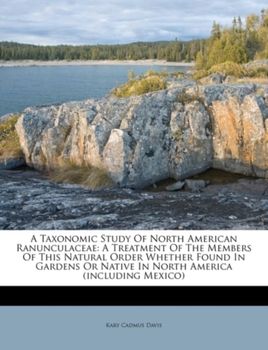 A Taxonomic Study Of North American
Ranunculaceae: A Treatment Of The Members
Of This Natural Order Whether Found In
Gardens Or Native In North America
(including Mexico)
Kary Cadmus Davis